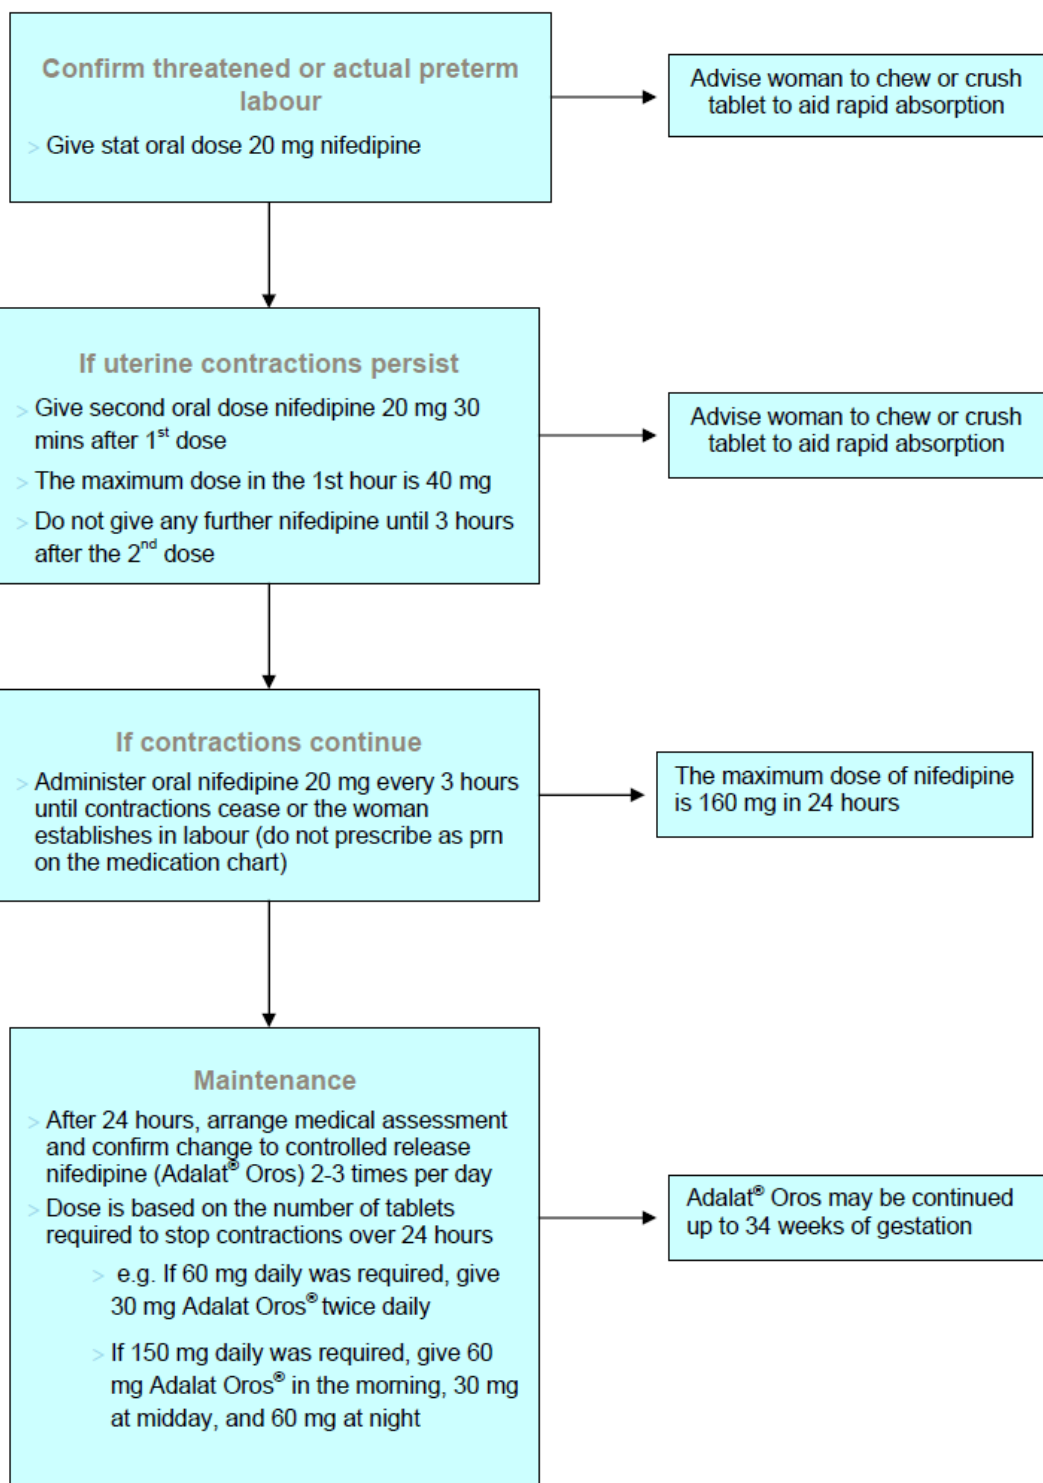 Confirm threatened or actual preterm
labour
> Give stat oral dose 20 mg nifedipine
Advise woman to chew or crush
tablet to aid rapid absorption
If uterine contractions persist
> Give second oral dose nifedipine 20 mg 30
mins after 1st dose
> The maximum dose in the 1st hour is 40 mg
> Do not give any further nifedipine until 3 hours
after the 2nd dose
Advise woman to chew or crush
tablet to aid rapid absorption
If contractions continue
> Administer oral nifedipine 20 mg every 3 hours
until contractions cease or the woman
establishes in labour (do not prescribe as prn
on the medication chart)
The maximum dose of nifedipine
is 160 mg in 24 hours
Maintenance
> After 24 hours, arrange medical assessment
and confirm change to controlled release
nifedipine (Adalat® Oros) 2-3 times per day
> Dose is based on the number of tablets
required to stop contractions over 24 hours
> e.g. If 60 mg daily was required, give
30 mg Adalat Oros® twice daily
> If 150 mg daily was required, give 60
mg Adalat Oros® in the morning, 30 mg
at midday, and 60 mg at night
Adalat® Oros may be continued
up to 34 weeks of gestation